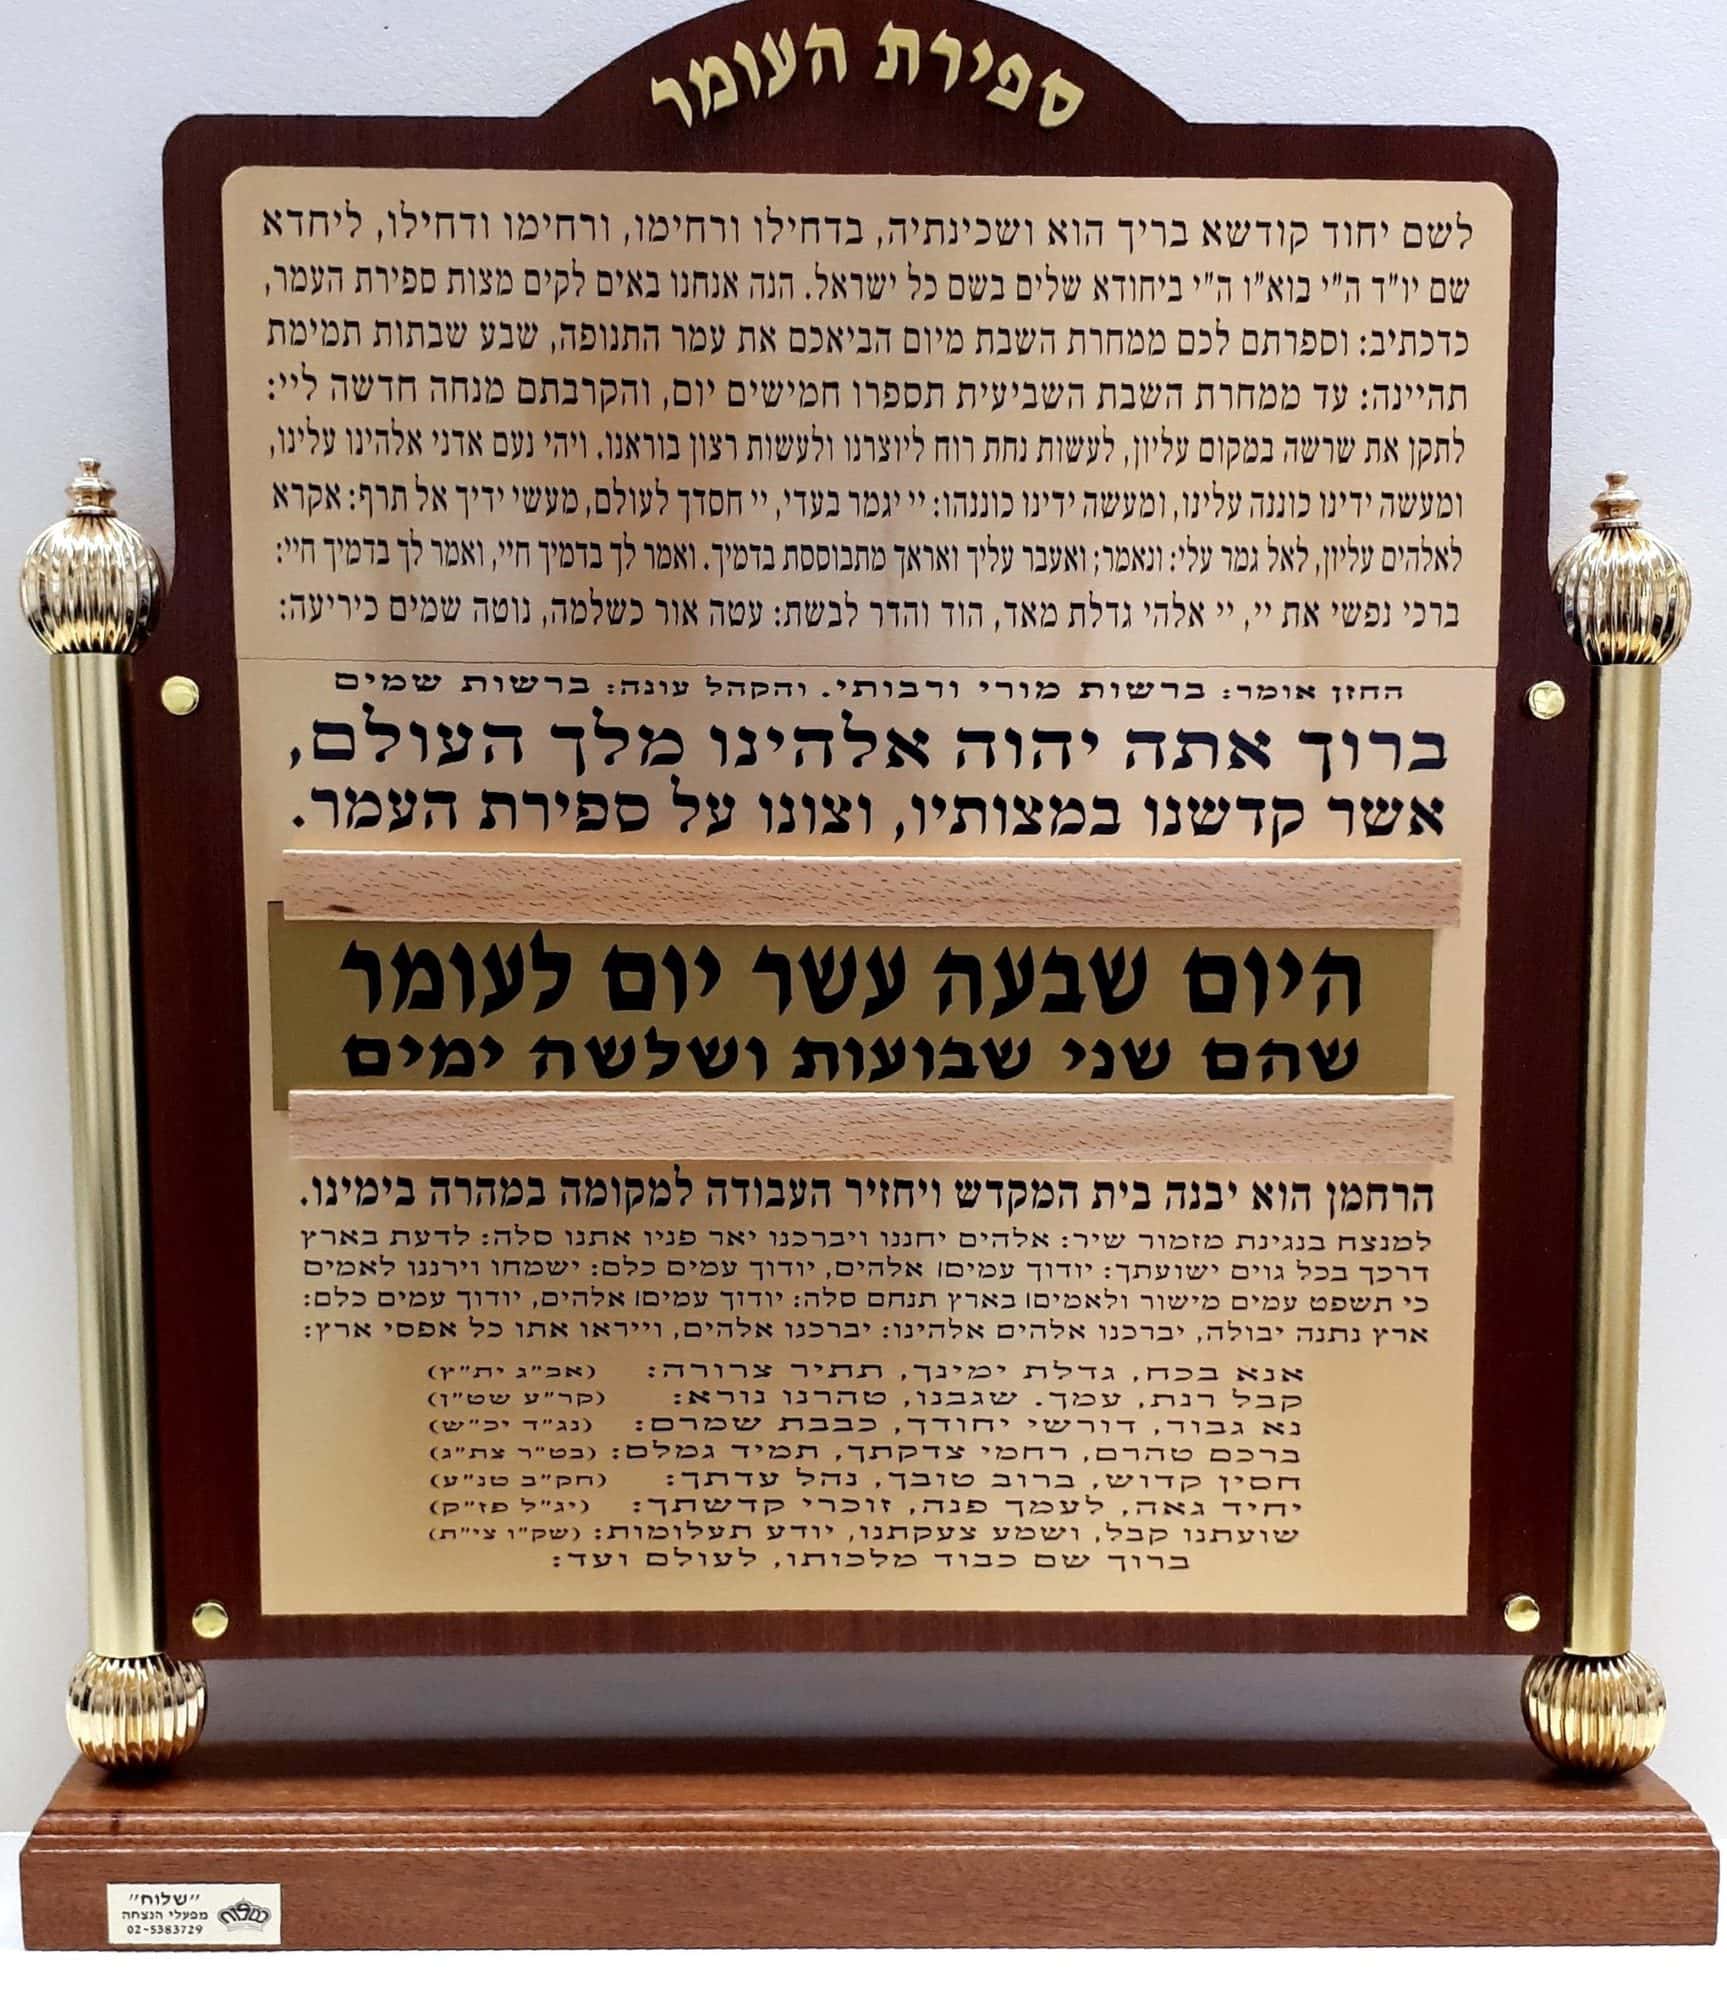 ספירת העומר
לשם יחוד קודשא בריך הוא ושכינתיה, בדחילו ורחימו, ורחימו ודחילו, ליחדא
שם יו"ד ה"י בוא"ו ה"י ביחודא שלים בשם כל ישראל. הנה אנחנו באים לקים מצות ספירת העמר,
כדכתיב: וספרתם לכם ממחרת השבת מיום הביאכם את עמר התנופה, שבע שבתות תמימת
תהיינה: עד ממחרת השבת השביעית תספרו חמישים יום, והקרבתם מנחה חדשה ליי:
לתקן את שרשה במקום עליון, לעשות נחת רוח ליוצרנו ולעשות רצון בוראנו. ויהי נעם אדני אלהינו עלינו,
ומעשה ידינו כוננה עלינו, ומעשה ידינו כוננהו: יי יגמר בעדי, יי חסדך לעולם, מעשי ידיך אל תרף: אקרא
לאלהים עליון, לאל גמר עלי: ונאמר; ואעבר עליך ואראך מתבוססת בדמיך. ואמר לך בדמיך חיי, ואמר לך בדמיך חיי:
ברכי נפשי את יי, יי אלהי גדלת מאד, הוד והדר לבשת: עטה אור כשלמה, נוטה שמים כיריעה:
החזן אומר: ברשות מורי ורבותי. והקהל עונה: ברשות שמים
ברוך אתה יהוה אלהינו מלך העולם,
אשר קדשנו במצותיו, וצונו על ספירת העמר.
היום שבעה עשר יום לעומר
שהם שני שבועות ושלשה ימים
הרחמן הוא יבנה בית המקדש ויחזיר העבודה למקומה במהרה בימינו.
למנצח בנגינת מזמור שיר: אלהים יחננו ויברכנו יאר פניו אתנו סלה: לדעת בארץ
דרכך בכל גוים ישועתך: יודוך עמים| אלהים, יודוך עמים כלם: ישמחו וירננו לאמים
כי תשפט עמים מישור ולאמים| בארץ תנחם סלה: יודוך עמים| אלהים, יודוך עמים כלם:
ארץ נתנה יבולה, יברכנו אלהים אלהינו: יברכנו אלהים, וייראו אתו כל אפסי ארץ:
אנא בכח, גדלת ימינך, תתיר צרורה: (אב"ג ית"ץ)
קבל רנת, עמך. שגבנו, טהרנו נורא: (קר"ע שט"ן)
נא גבור, דורשי יחודך, כבבת שמרם: (נג"ד יכ"ש)
ברכם טהרם, רחמי צדקתך, תמיד גמלם: (בט"ר צת"ג)
חסין קדוש, ברוב טובך, נהל עדתך: (חק"ב טנ"ע)
יחיד גאה, לעמך פנה, זוכרי קדשתך: (יג"ל פז"ק)
שועתנו קבל, ושמע צעקתנו, יודע תעלומות: (שק"ו צי"ת)
ברוך שם כבוד מלכותו, לעולם ועד:
"שלוח"
מפעלי הנצחה
02-5383729
שלוח